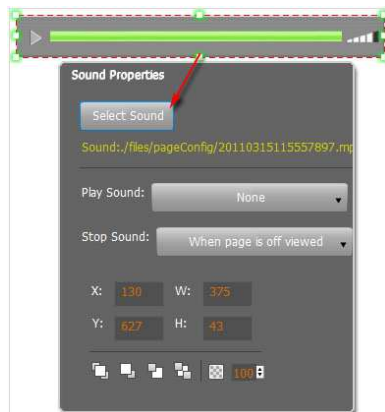 Sound Properties
Select Sound
Sound:./files/pageConfig/20110315115557897.mp
Play Sound: None
Stop Sound: When page is off viewed
X: 130 W: 375
Y: 627 H: 43
100